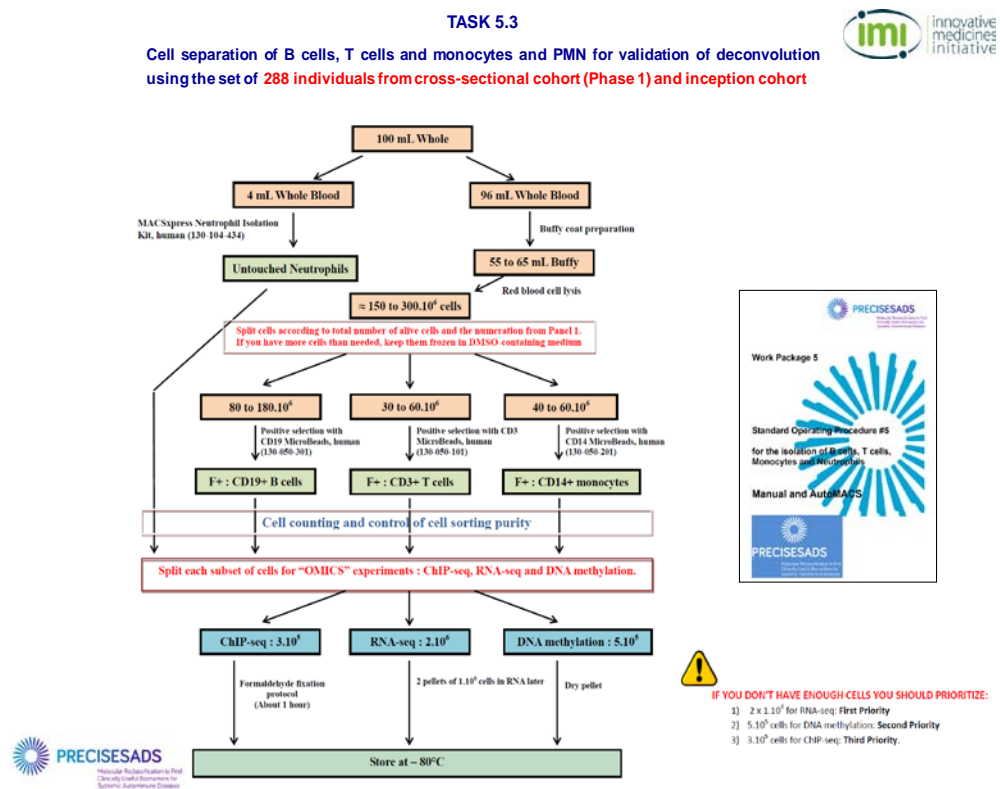 TASK 5.3
imi innovative
medicines
initiative
Cell separation of B cells, T cells and monocytes and PMN for validation of deconvolution
using the set of 288 individuals from cross-sectional cohort (Phase 1) and inception cohort
100 mL Whole
4 mL Whole Blood
96 mL Whole Blood
MACSxpress Neutrophil Isolation
Kit, human (130-104-434)
Buffy coat preparation
Untouched Neutrophils
55 to 65 mL Buffy
Red blood cell lysis
≈ 150 to 300.10⁶ cells
Split cells according to total number of alive cells and the numeration from Panel 1.
If you have more cells than needed, keep them frozen in DMSO-containing medium
80 to 180.10⁶
30 to 60.10⁶
40 to 60.10⁶
Positive selection with
CD19 MicroBeads, human
(130-050-301)
Positive selection with CD3
MicroBeads, human
(130-050-101)
Positive selection with
CD14 MicroBeads, human
(130-050-201)
F+ : CD19+ B cells
F+ : CD3+ T cells
F+ : CD14+ monocytes
Cell counting and control of cell sorting purity
Split each subset of cells for “OMICS” experiments : ChIP-seq, RNA-seq and DNA methylation.
ChIP-seq : 3.10⁵
RNA-seq : 2.10⁶
DNA methylation : 5.10⁵
Formaldehyde fixation
protocol
(About 1 hour)
2 pellets of 1.10⁶ cells in RNA later
Dry pellet
Store at – 80°C
PRECISESADS
Molecular Reclassification to Find
Clinically Useful Biomarkers for
Systemic Autoimmune Diseases
PRECISESADS
Work Package 5
Standard Operating Procedure #5
for the isolation of B cells, T cells,
Monocytes and Neutrophils
Manual and AutoMACS
PRECISESADS
IF YOU DON'T HAVE ENOUGH CELLS YOU SHOULD PRIORITIZE:
1) 2 x 1.10⁶ for RNA-seq: First Priority
2) 5.10⁵ cells for DNA methylation: Second Priority
3) 3.10⁵ cells for ChIP-seq: Third Priority.